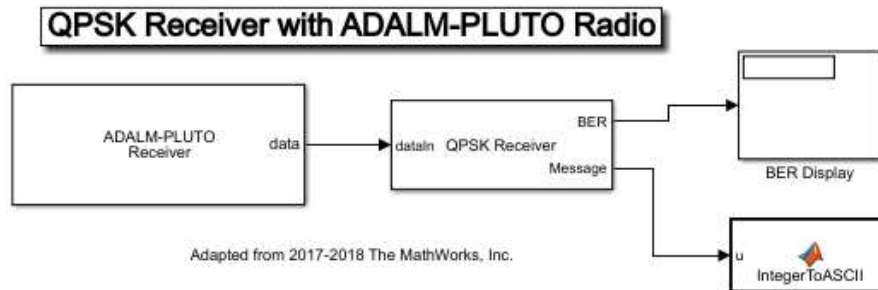 QPSK Receiver with ADALM-PLUTO Radio
ADALM-PLUTO
Receiver
data
dataIn
QPSK Receiver
BER
Message
BER Display
u
IntegerToASCII
Adapted from 2017-2018 The MathWorks, Inc.